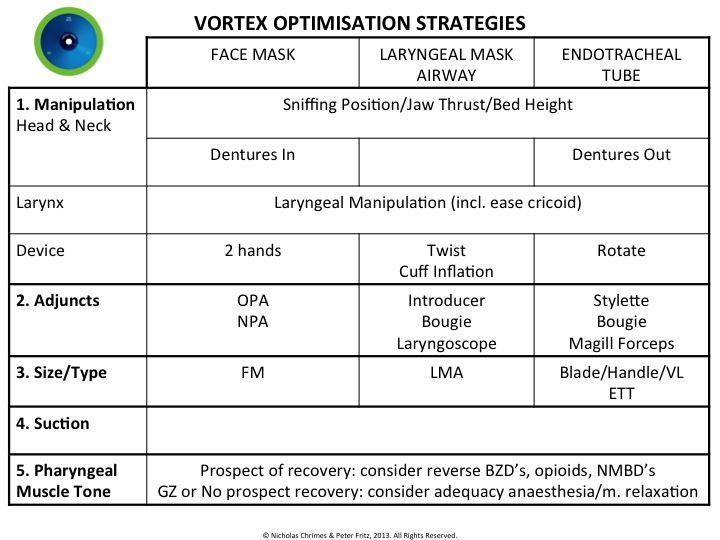 VORTEX OPTIMISATION STRATEGIES
FACE MASK
LARYNGEAL MASK
AIRWAY
ENDOTRACHEAL
TUBE
1. Manipulation
Head & Neck
Sniffing Position/Jaw Thrust/Bed Height
Dentures In
Dentures Out
Larynx
Laryngeal Manipulation (incl. ease cricoid)
Device
2 hands
Twist
Cuff Inflation
Rotate
2. Adjuncts
OPA
NPA
Introducer
Bougie
Laryngoscope
Stylette
Bougie
Magill Forceps
3. Size/Type
FM
LMA
Blade/Handle/VL
ETT
4. Suction
5. Pharyngeal
Muscle Tone
Prospect of recovery: consider reverse BZD’s, opioids, NMBD’s
GZ or No prospect recovery: consider adequacy anaesthesia/m. relaxation
© Nicholas Chrimes & Peter Fritz, 2013. All Rights Reserved.